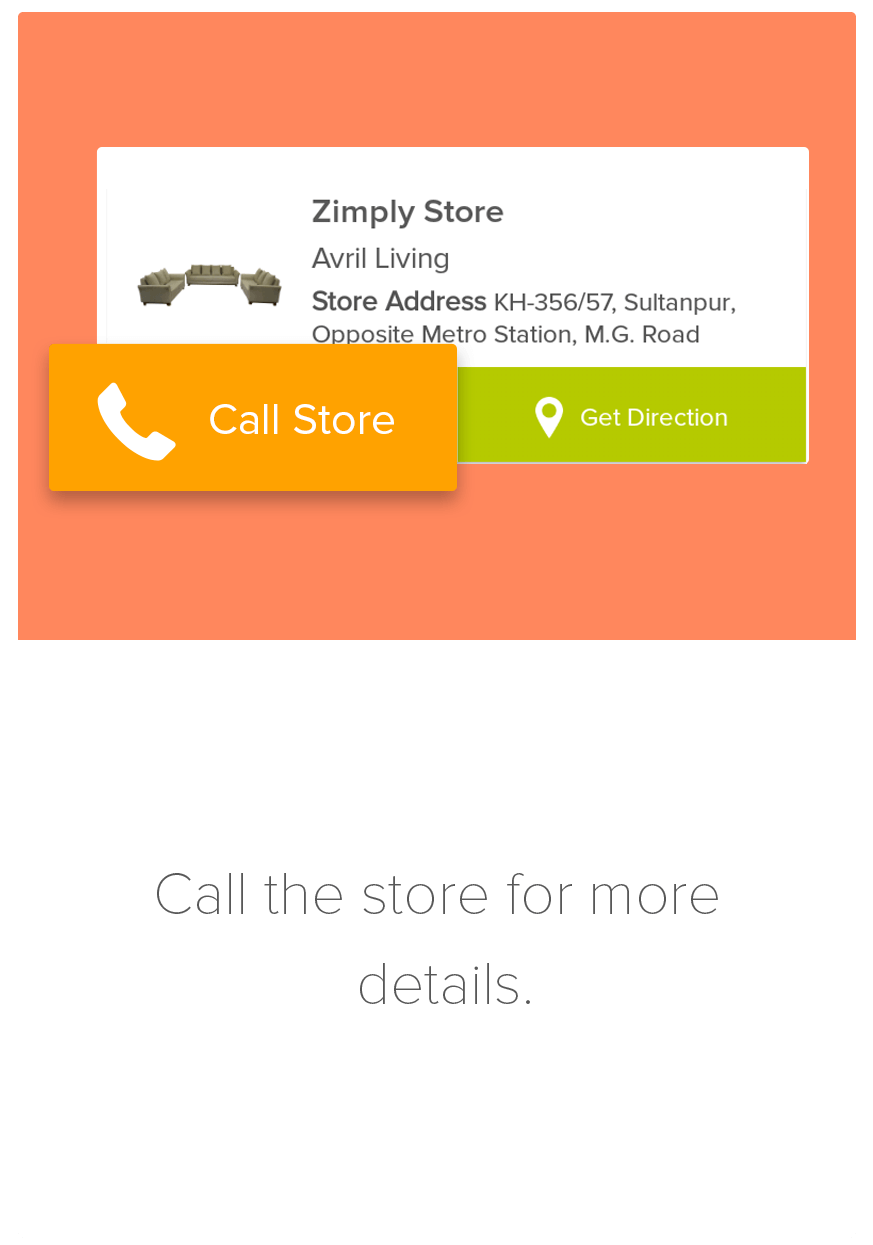 Zimply Store
Avril Living
Store Address KH-356/57, Sultanpur,
Opposite Metro Station, M.G. Road
Call Store
Get Direction
Call the store for more
details.